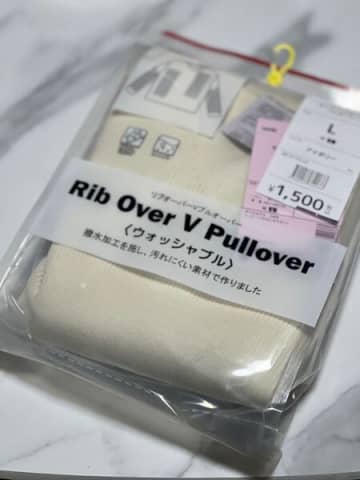 L
アイボリー
¥1,500
リブオーバーVプルオーバー
Rib Over V Pullover
〈ウォッシャブル〉
撥水加工を施し、汚れにくい素材で作りました